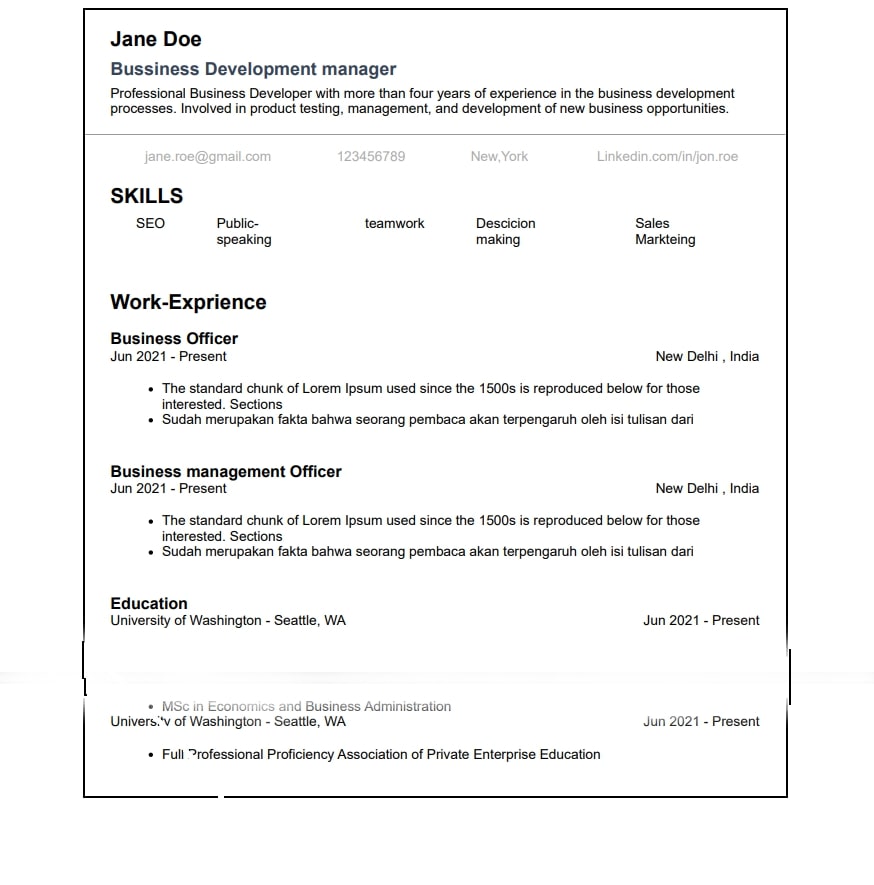 Jane Doe
Bussiness Development manager
Professional Business Developer with more than four years of experience in the business development
processes. Involved in product testing, management, and development of new business opportunities.
jane.roe@gmail.com 123456789 New,York Linkedin.com/in/jon.roe
SKILLS
SEO Public- teamwork Descicion Sales
speaking making Markteing
Work-Exprience
Business Officer
Jun 2021 - Present New Delhi , India
• The standard chunk of Lorem Ipsum used since the 1500s is reproduced below for those
interested. Sections
• Sudah merupakan fakta bahwa seorang pembaca akan terpengaruh oleh isi tulisan dari
Business management Officer
Jun 2021 - Present New Delhi , India
• The standard chunk of Lorem Ipsum used since the 1500s is reproduced below for those
interested. Sections
• Sudah merupakan fakta bahwa seorang pembaca akan terpengaruh oleh isi tulisan dari
Education
University of Washington - Seattle, WA Jun 2021 - Present
• MSc in Economics and Business Administration
University of Washington - Seattle, WA Jun 2021 - Present
• Full Professional Proficiency Association of Private Enterprise Education